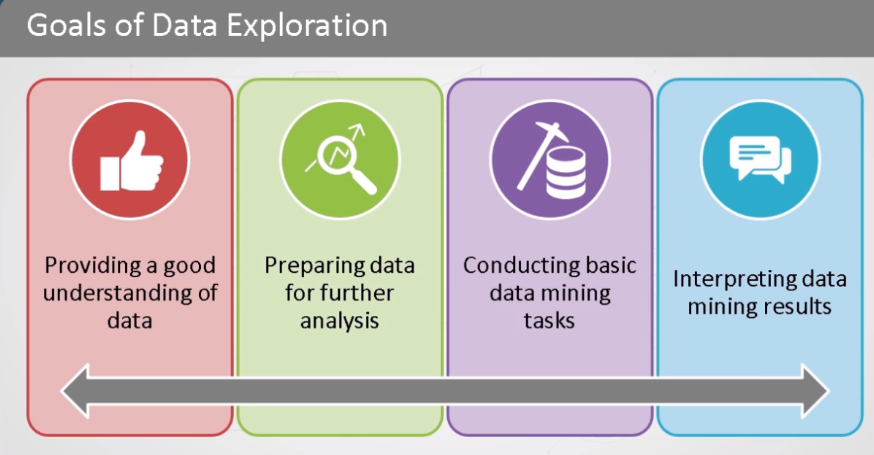 Goals of Data Exploration
Providing a good
understanding of
data
Preparing data
for further
analysis
Conducting basic
data mining
tasks
Interpreting data
mining results